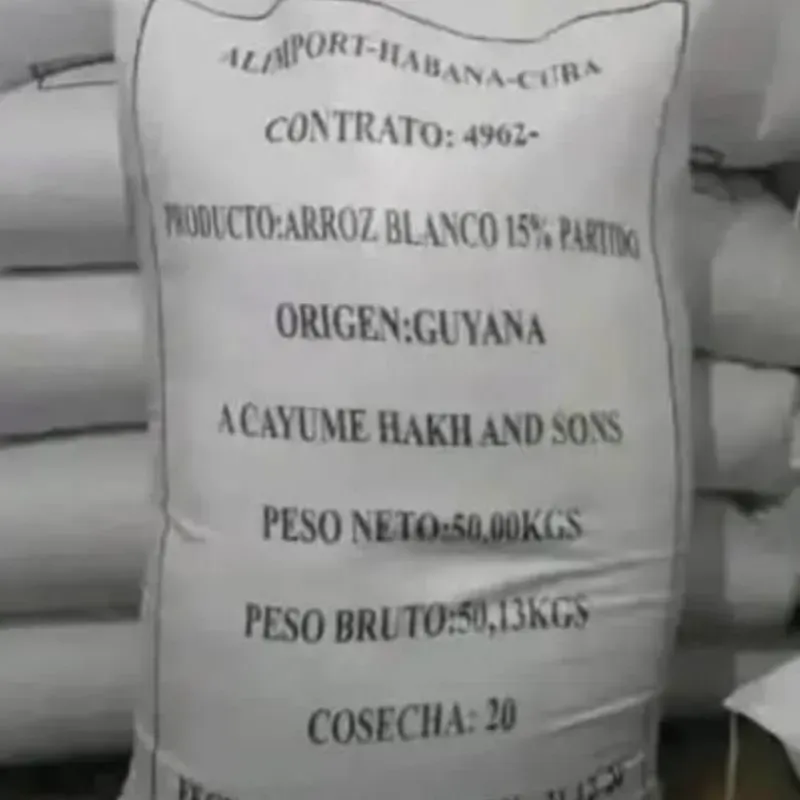 ALIMPORT-HABANA-CUBA
CONTRATO: 4962-
PRODUCTO:ARROZ BLANCO 15% PARTIDO
ORIGEN:GUYANA
A CAYUME HAKH AND SONS
PESO NETO:50,00KGS
PESO BRUTO:50,13KGS
COSECHA: 20